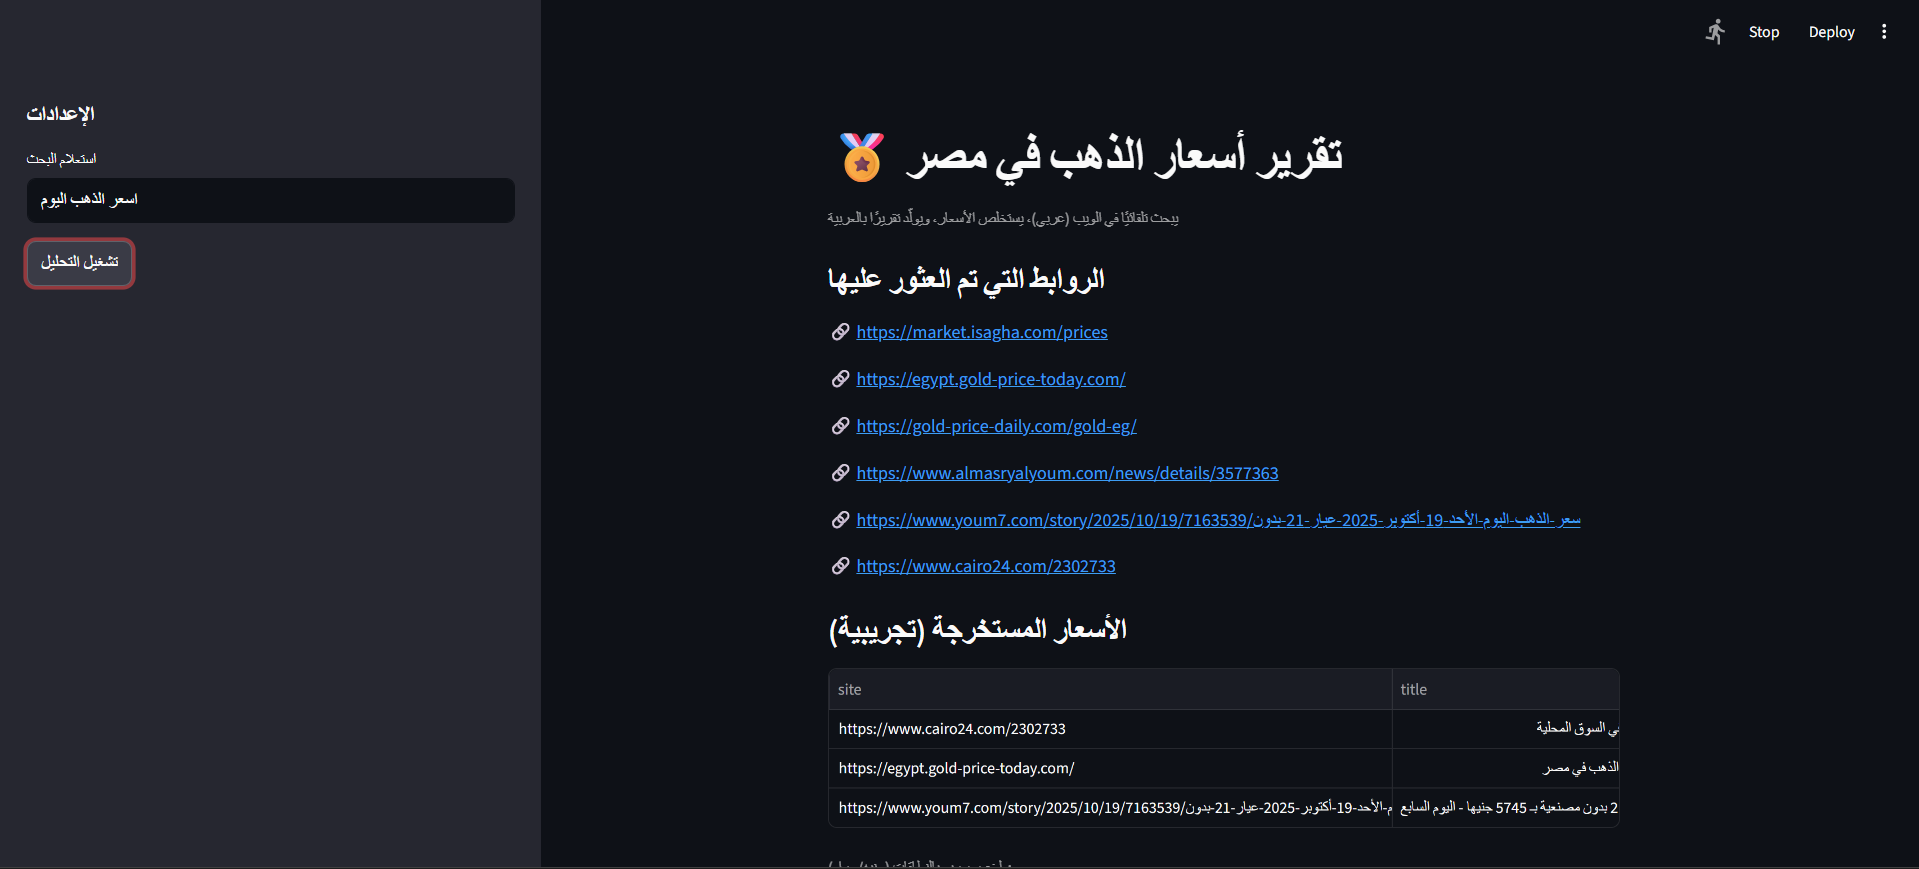 Stop
Deploy
الإعدادات
استعلام البحث
اسعر الذهب اليوم
تشغيل التحليل
تقرير أسعار الذهب في مصر
يبحث تلقائيًا في الويب (عربي)، يستخلص الأسعار، ويولّد تقريرًا بالعربية
الروابط التي تم العثور عليها
https://market.isagha.com/prices
https://egypt.gold-price-today.com/
https://gold-price-daily.com/gold-eg/
https://www.almasryalyoum.com/news/details/3577363
https://www.youm7.com/story/2025/10/19/7163539/سعر-الذهب-اليوم-الأحد-19-أكتوبر-2025-عيار-21-بدون
https://www.cairo24.com/2302733
الأسعار المستخرجة (تجريبية)
site
title
https://www.cairo24.com/2302733
في السوق المحلية
https://egypt.gold-price-today.com/
الذهب في مصر
https://www.youm7.com/story/2025/10/19/7163539/م-الأحد-19-أكتوبر-2025-عيار-21-بدون
2 بدون مصنعية بـ 5745 جنيها - اليوم السابع